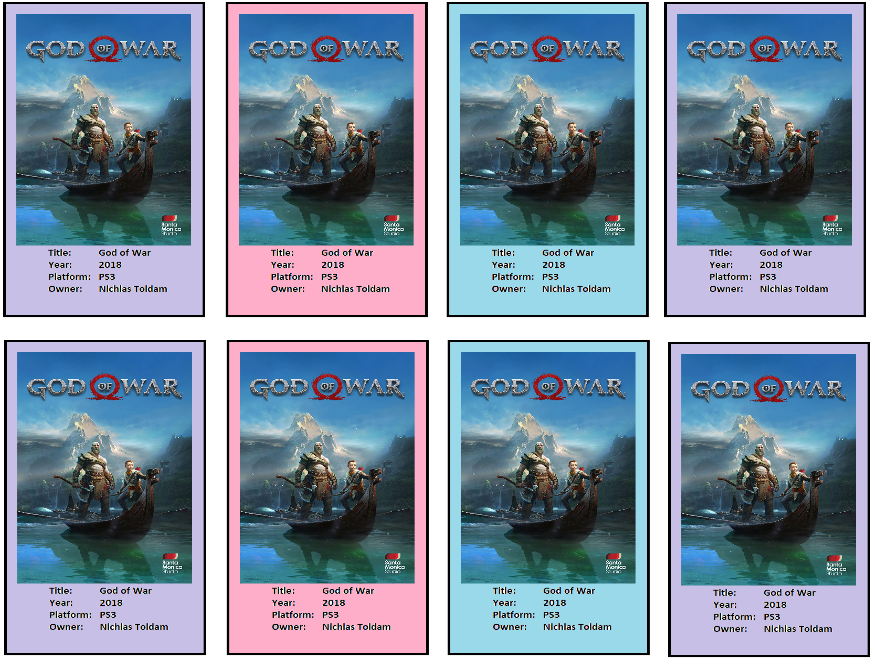 GOD OF WAR GOD OF WAR GOD OF WAR GOD OF WAR
Santa Santa Santa Santa
Monica Monica Monica Monica
Studio Studio Studio Studio
Title: God of War Title: God of War Title: God of War Title: God of War
Year: 2018 Year: 2018 Year: 2018 Year: 2018
Platform: PS3 Platform: PS3 Platform: PS3 Platform: PS3
Owner: Nichlas Toldam Owner: Nichlas Toldam Owner: Nichlas Toldam Owner: Nichlas Toldam
GOD OF WAR GOD OF WAR GOD OF WAR GOD OF WAR
Santa Santa Santa Santa
Monica Monica Monica Monica
Studio Studio Studio Studio
Title: God of War Title: God of War Title: God of War Title: God of War
Year: 2018 Year: 2018 Year: 2018 Year: 2018
Platform: PS3 Platform: PS3 Platform: PS3 Platform: PS3
Owner: Nichlas Toldam Owner: Nichlas Toldam Owner: Nichlas Toldam Owner: Nichlas Toldam